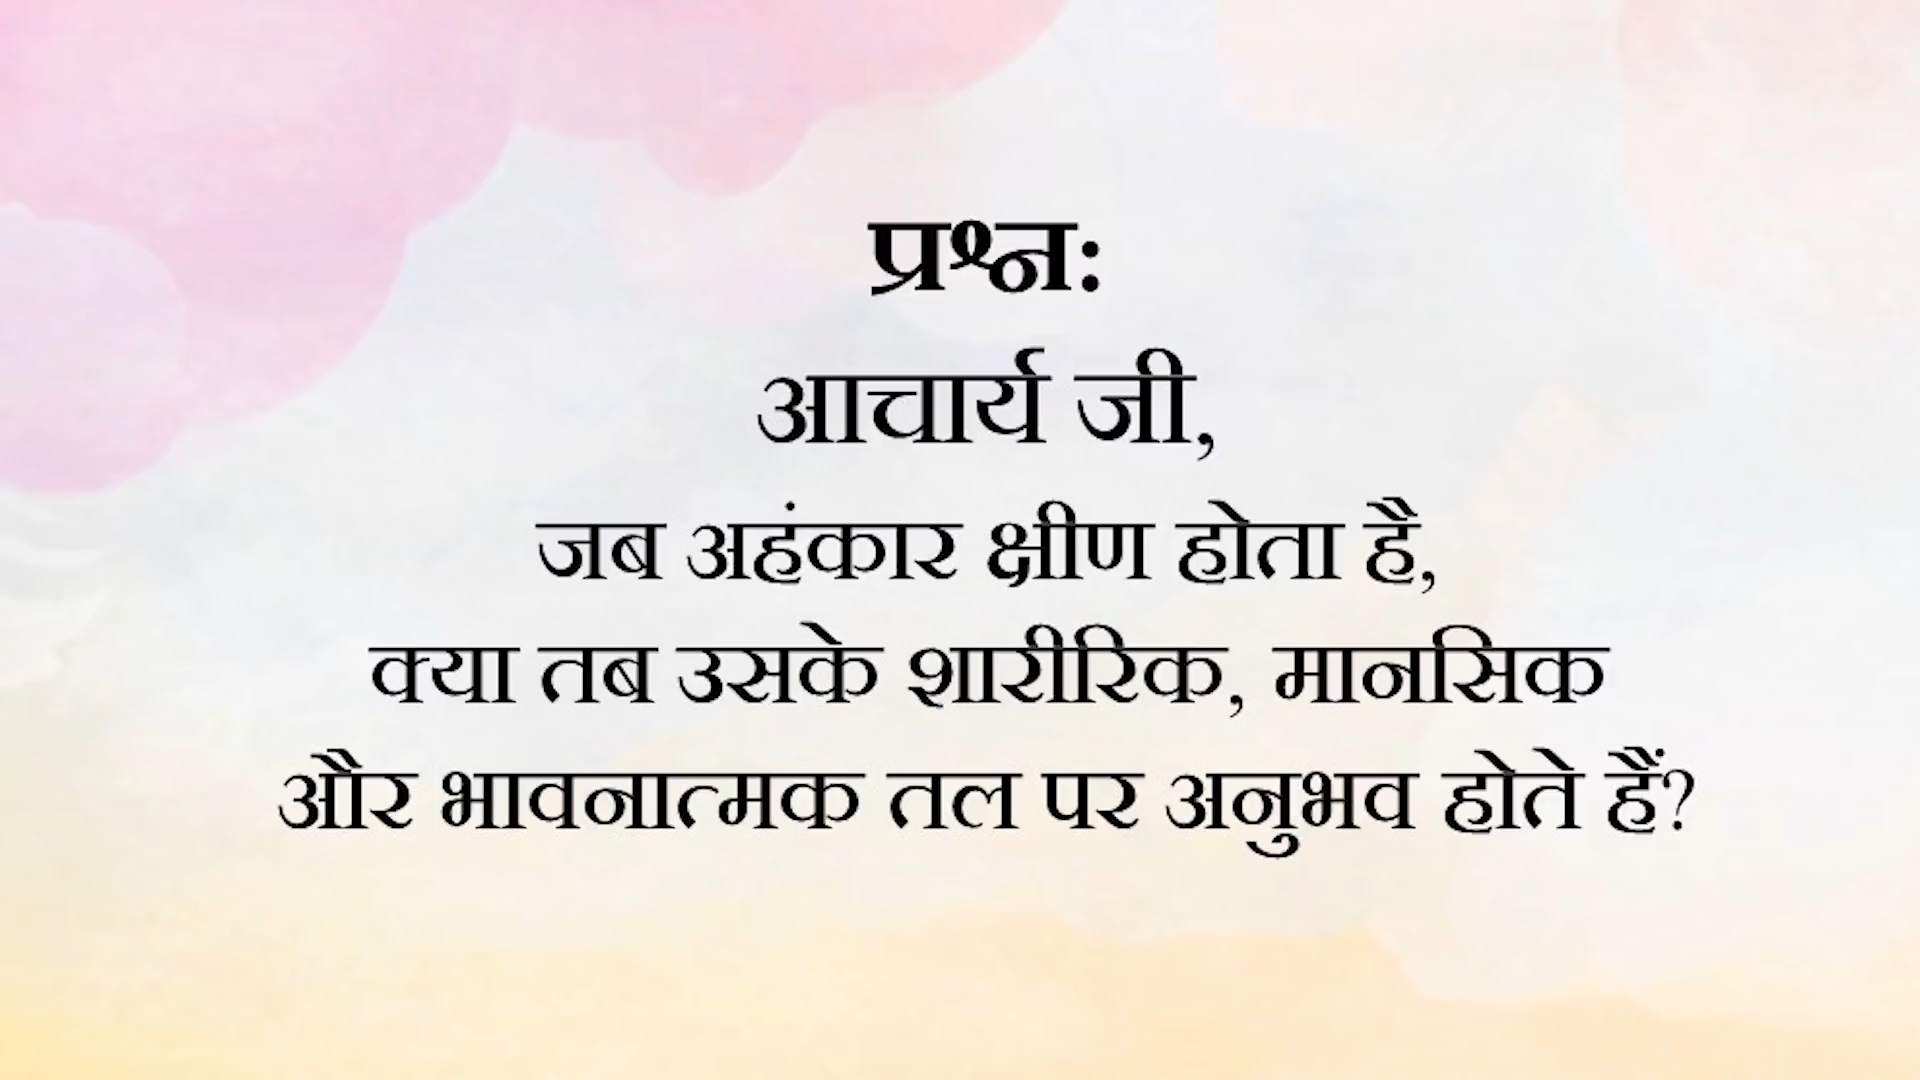 प्रश्न:
आचार्य जी,
जब अहंकार क्षीण होता है,
क्या तब उसके शारीरिक, मानसिक
और भावनात्मक तल पर अनुभव होते हैं?